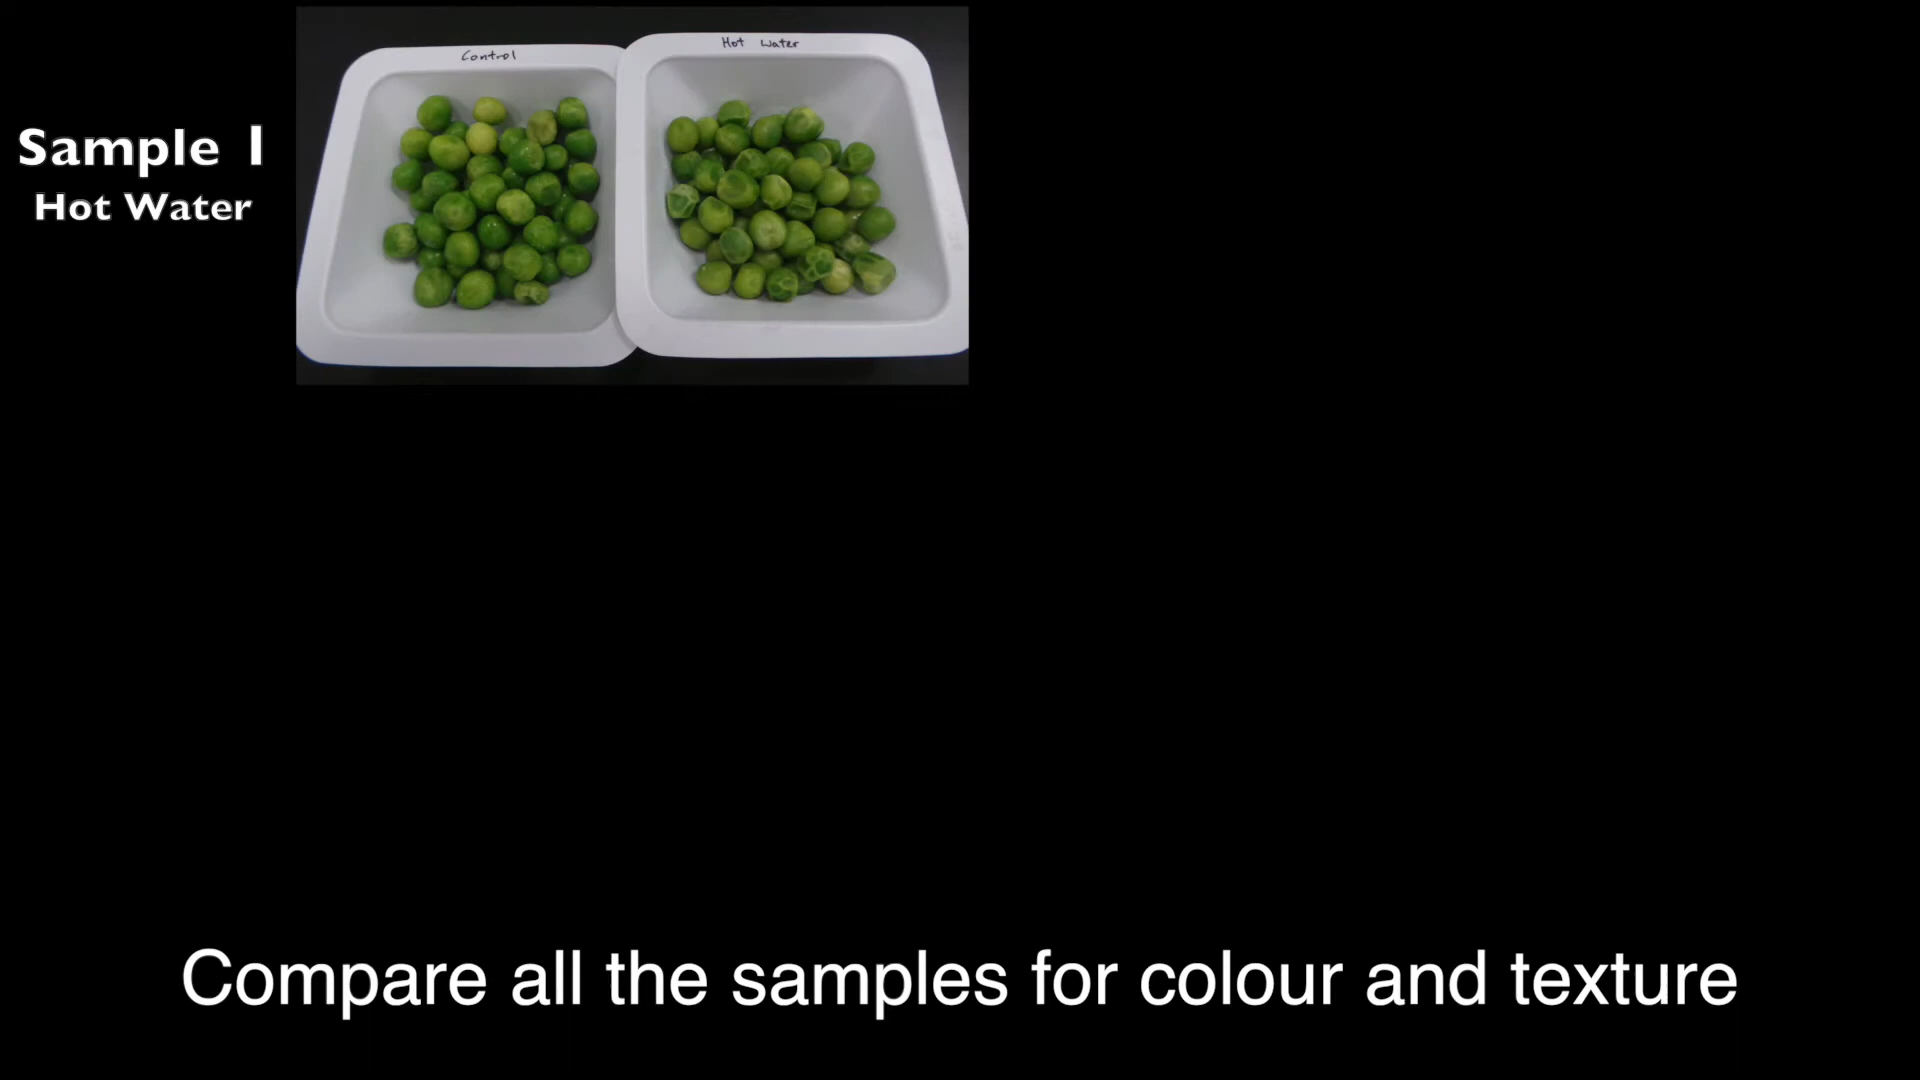 Control
Hot Water
Sample 1
Hot Water
Compare all the samples for colour and texture